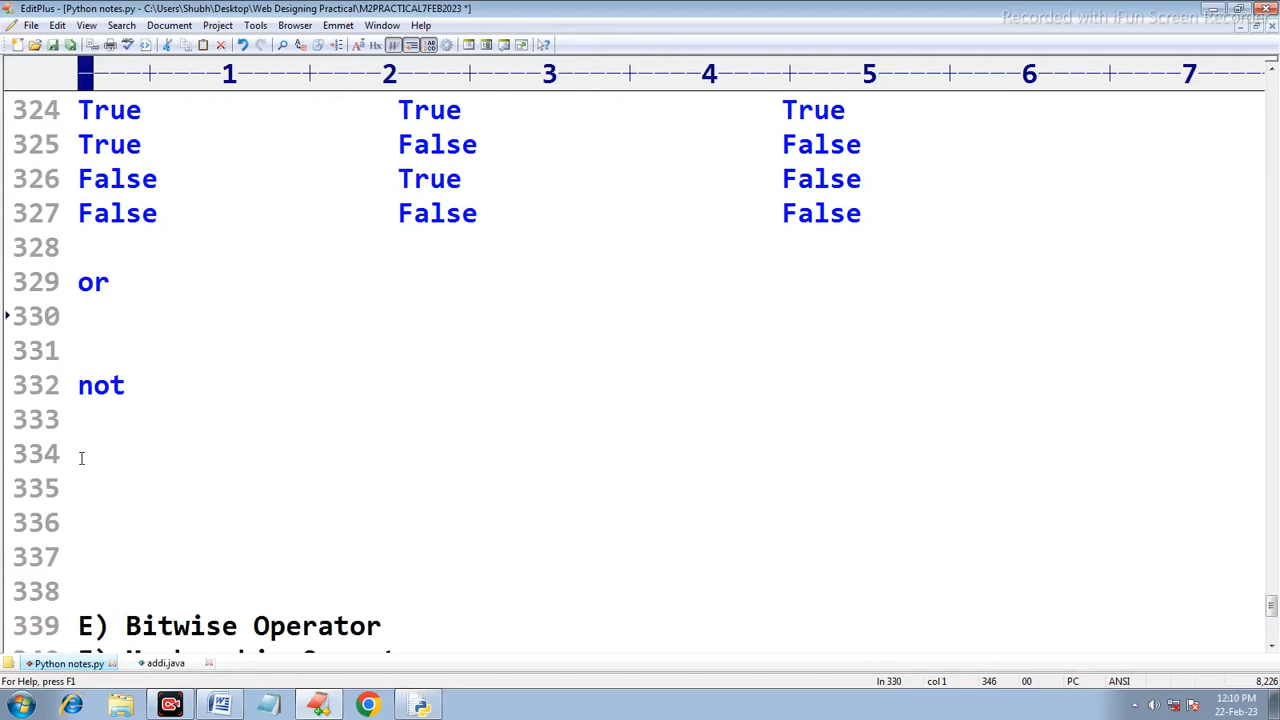 EditPlus - [Python notes.py - C:\Users\Shubh\Desktop\Web Designing Practical\M2PRACTICAL7FEB2023 *]
Recorded with iFun Screen Recorder
File Edit View Search Document Project Tools Browser Emmet Window Help
1 2 3 4 5 6 7
324 True True True
325 True False False
326 False True False
327 False False False
328
329 or
330
331
332 not
333
334
335
336
337
338
339 E) Bitwise Operator
Python notes.py addi.java
For Help, press F1 ln 330 col 1 346 00 PC ANSI 8,226
12:10 PM
22-Feb-23